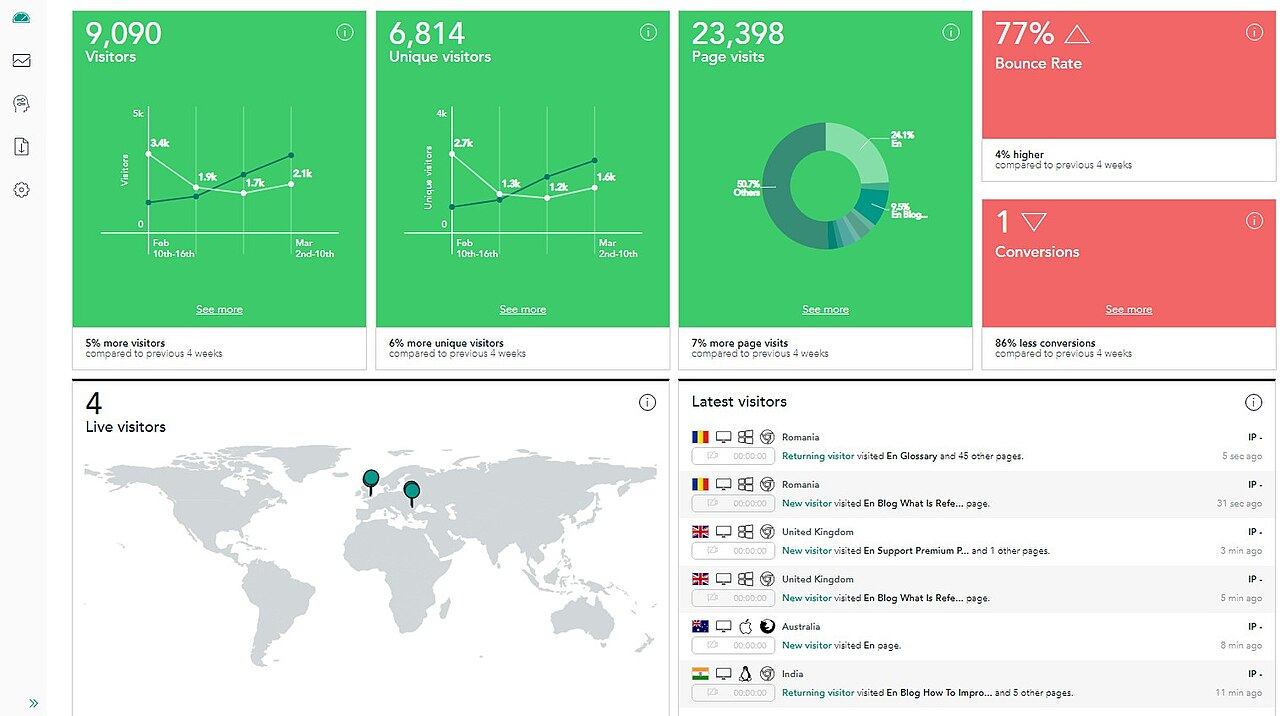 9,090
Visitors
5k
Visitors
3.4k
1.9k
1.7k
2.1k
0
Feb
10th-16th
Mar
2nd-10th
See more
5% more visitors
compared to previous 4 weeks
6,814
Unique visitors
4k
Unique visitors
2.7k
1.3k
1.2k
1.6k
0
Feb
10th-16th
Mar
2nd-10th
See more
6% more unique visitors
compared to previous 4 weeks
23,398
Page visits
24.1%
En
50.7%
Others
9.5%
En Blog...
See more
7% more page visits
compared to previous 4 weeks
77%
Bounce Rate
4% higher
compared to previous 4 weeks
1
Conversions
See more
86% less conversions
compared to previous 4 weeks
4
Live visitors
Latest visitors
Romania IP -
00:00:00 Returning visitor visited En Glossary and 45 other pages. 5 sec ago
Romania IP -
00:00:00 New visitor visited En Blog What Is Refe... page. 31 sec ago
United Kingdom IP -
00:00:00 New visitor visited En Support Premium P... and 1 other pages. 3 min ago
United Kingdom IP -
00:00:00 New visitor visited En Blog What Is Refe... page. 5 min ago
Australia IP -
00:00:00 New visitor visited En page. 8 min ago
India IP -
00:00:00 Returning visitor visited En Blog How To Impro... and 5 other pages. 11 min ago